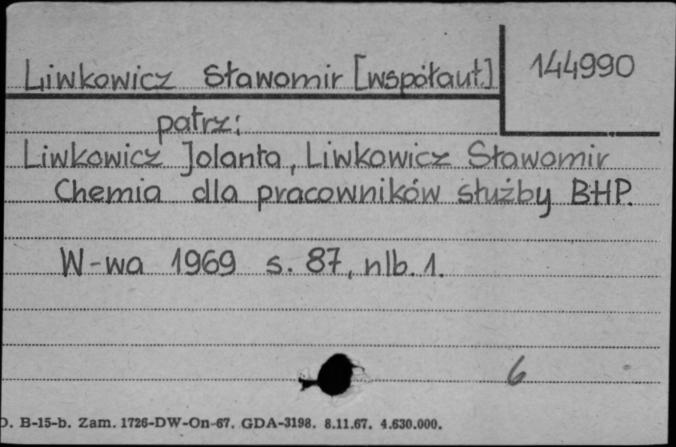 Liwkowicz Sławomir [współaut.] 144990
patrz:
Liwkowicz Jolanta, Liwkowicz Sławomir
Chemia dla pracowników służby BHP.
W-wa 1969 s. 87, nlb. 1.
6
D. B-15-b. Zam. 1726-DW-On-67. GDA-3198. 8.11.67. 4.630.000.